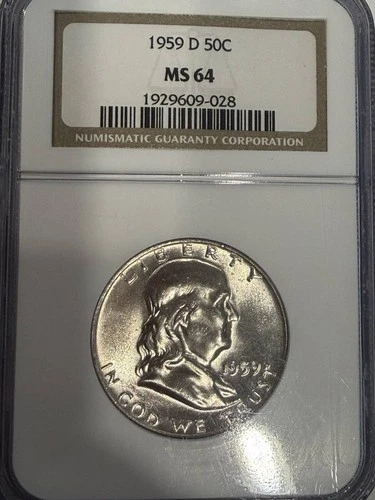 1959 D 50C
MS 64
1929609-028
NUMISMATIC GUARANTY CORPORATION
LIBERTY
1959
IN GOD WE TRUST